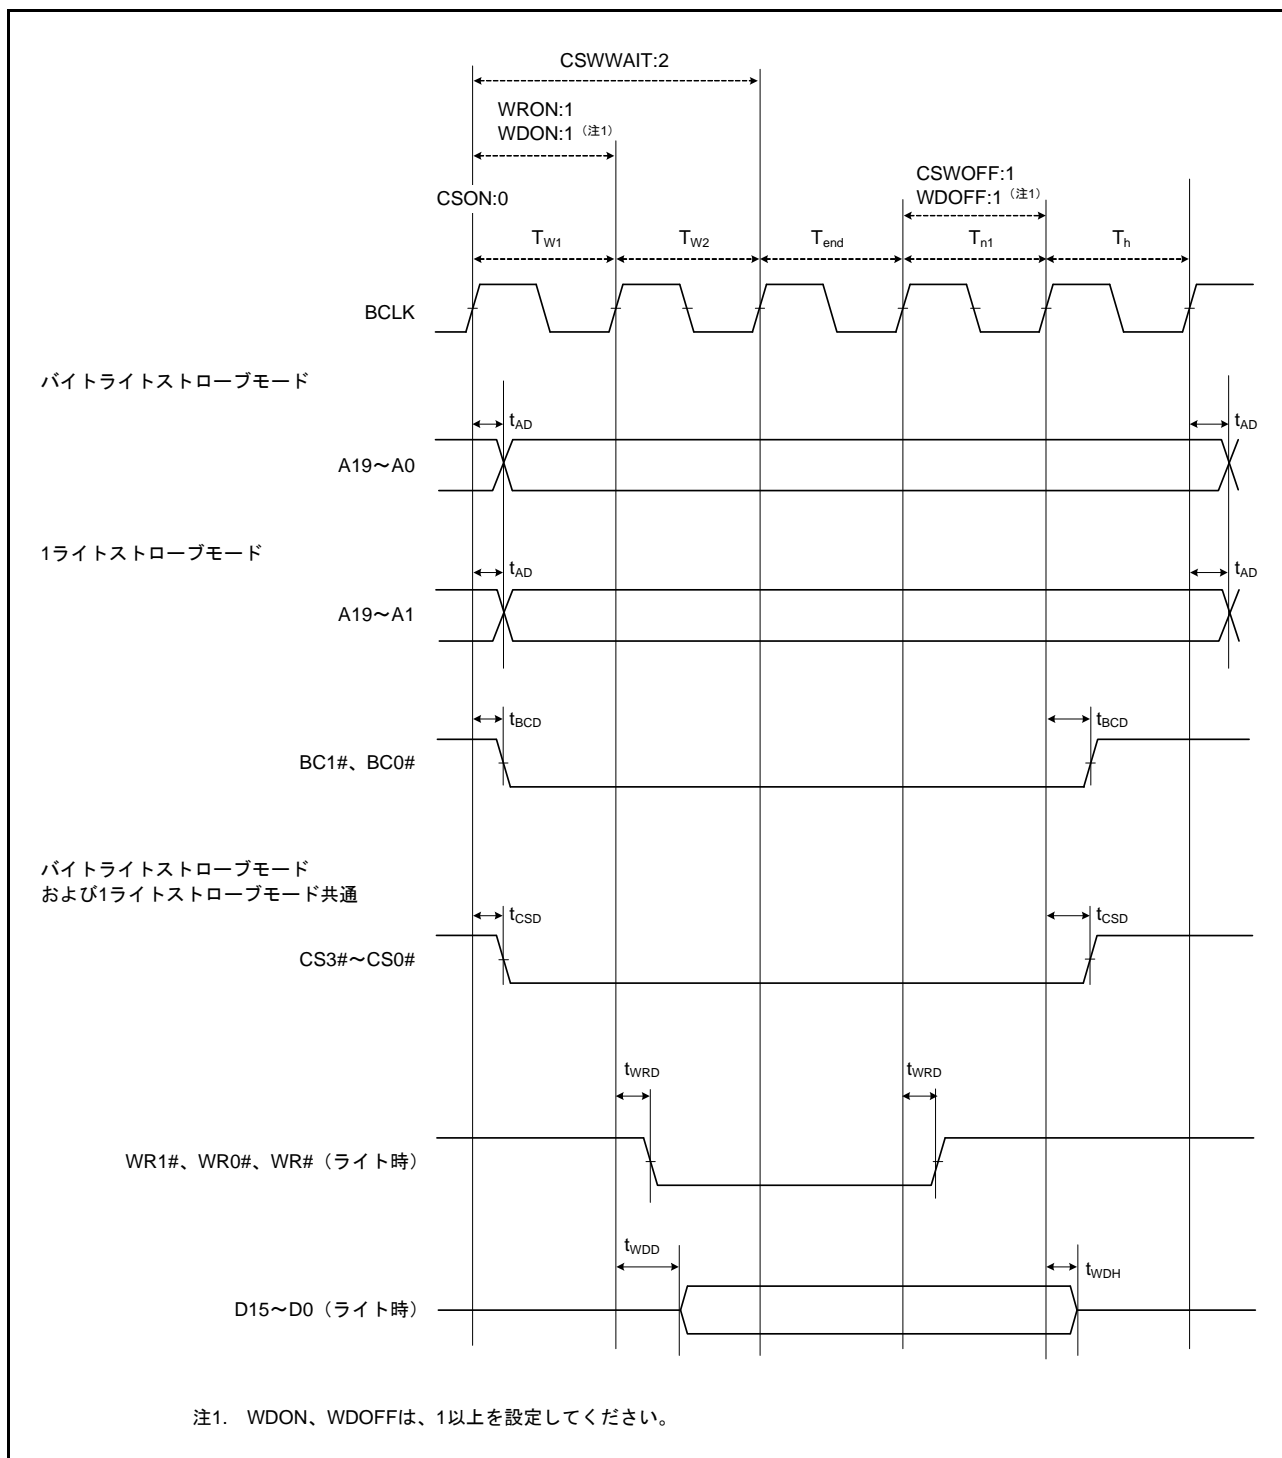 CSWWAIT:2
WRON:1
WDON:1 (注1)
CSON:0
CSWOFF:1
WDOFF:1 (注1)
TW1 TW2 Tend Tn1 Th
BCLK
バイトライトストローブモード
tAD tAD
A19~A0
1ライトストローブモード
tAD tAD
A19~A1
tBCD tBCD
BC1#、BC0#
バイトライトストローブモード
および1ライトストローブモード共通
tCSD tCSD
CS3#~CS0#
tWRD tWRD
WR1#、WR0#、WR#(ライト時)
tWDD tWDH
D15~D0(ライト時)
注1. WDON、WDOFFは、1以上を設定してください。